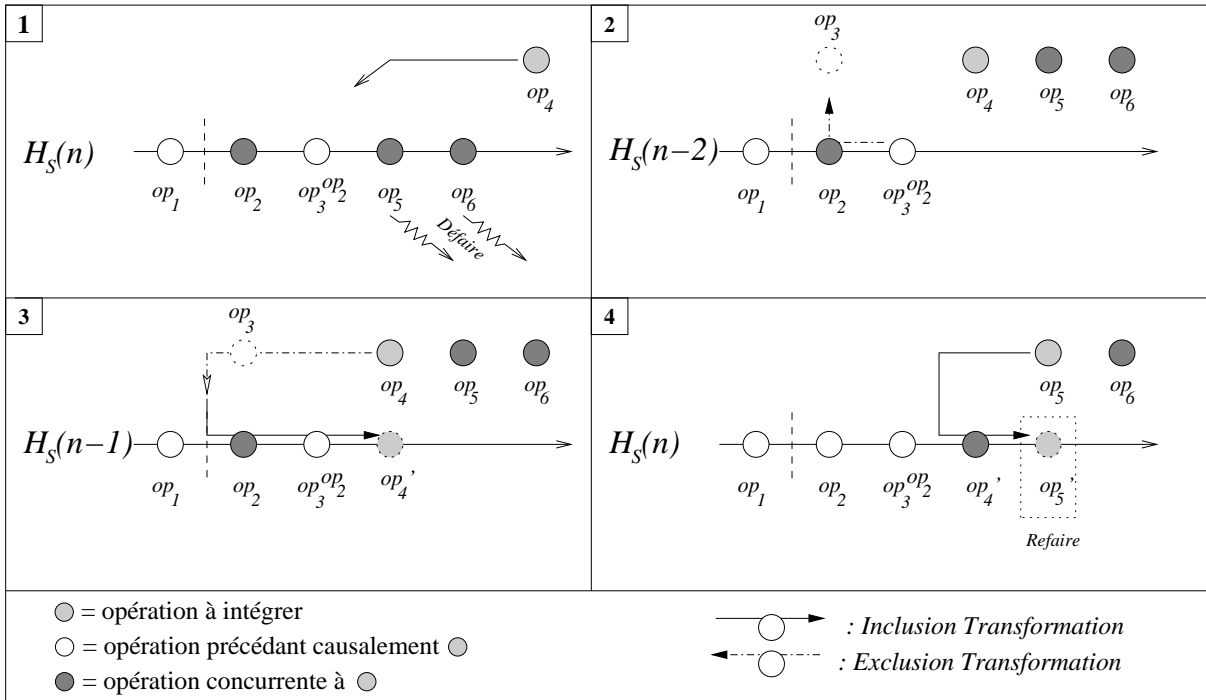 1
op4
HS(n)
op1 op2 op3op2 op5 op6
Défaire
2
op3
op4 op5 op6
HS(n−2)
op1 op2 op3op2
3
op3
op4 op5 op6
HS(n−1)
op1 op2 op3op2 op4’
4
op5 op6
HS(n)
op1 op2 op3op2 op4’ op5’
Refaire
= opération à intégrer
= opération précédant causalement
= opération concurrente à
: Inclusion Transformation
: Exclusion Transformation